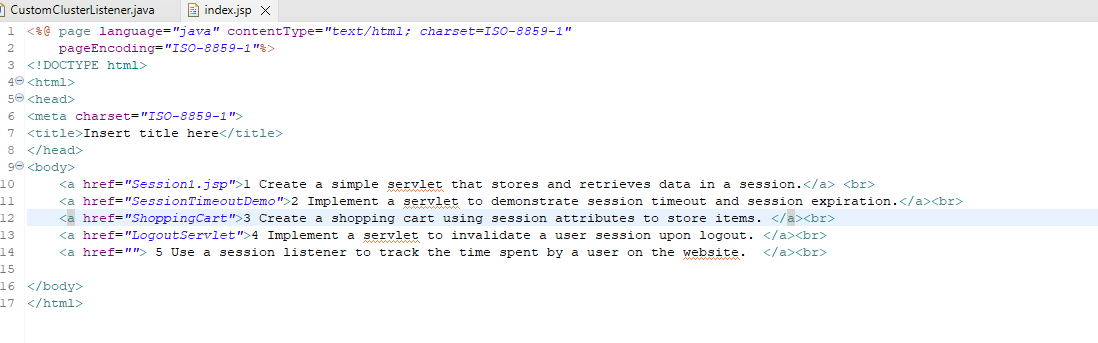 CustomClusterListener.java index.jsp
1 <%@ page language="java" contentType="text/html; charset=ISO-8859-1"
2 pageEncoding="ISO-8859-1"%>
3 <!DOCTYPE html>
4 <html>
5 <head>
6 <meta charset="ISO-8859-1">
7 <title>Insert title here</title>
8 </head>
9 <body>
10 <a href="Session1.jsp">1 Create a simple servlet that stores and retrieves data in a session.</a> <br>
11 <a href="SessionTimeoutDemo">2 Implement a servlet to demonstrate session timeout and session expiration.</a><br>
12 <a href="ShoppingCart">3 Create a shopping cart using session attributes to store items. </a><br>
13 <a href="LogoutServlet">4 Implement a servlet to invalidate a user session upon logout. </a><br>
14 <a href=""> 5 Use a session listener to track the time spent by a user on the website.  </a><br>
15
16 </body>
17 </html>